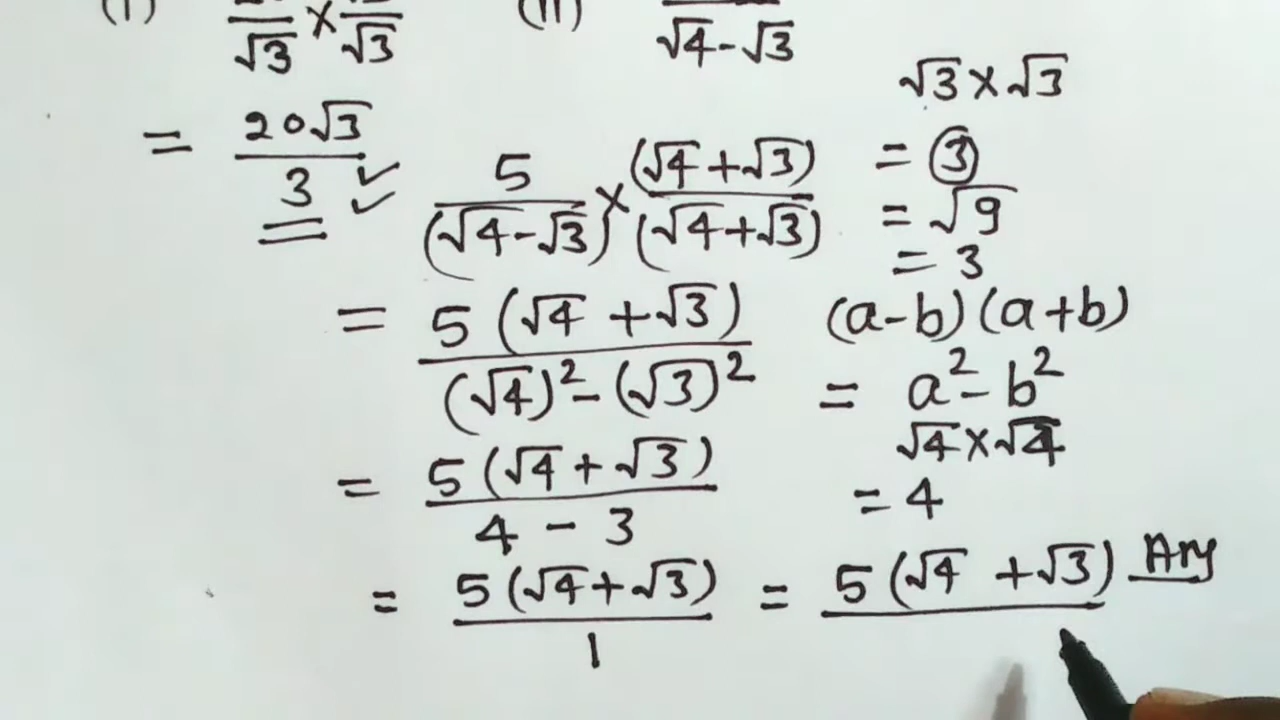 (i) /√3 × /√3 (ii) /√4-√3
= 20√3/3
√3×√3
= 3
= √9
= 3
5/(√4-√3) × (√4+√3)/(√4+√3)
= 5(√4+√3)/(√4)²-(√3)²
(a-b)(a+b)
= a²-b²
√4×√4
= 4
= 5(√4+√3)/4-3
= 5(√4+√3)/1 = 5(√4+√3) Ans